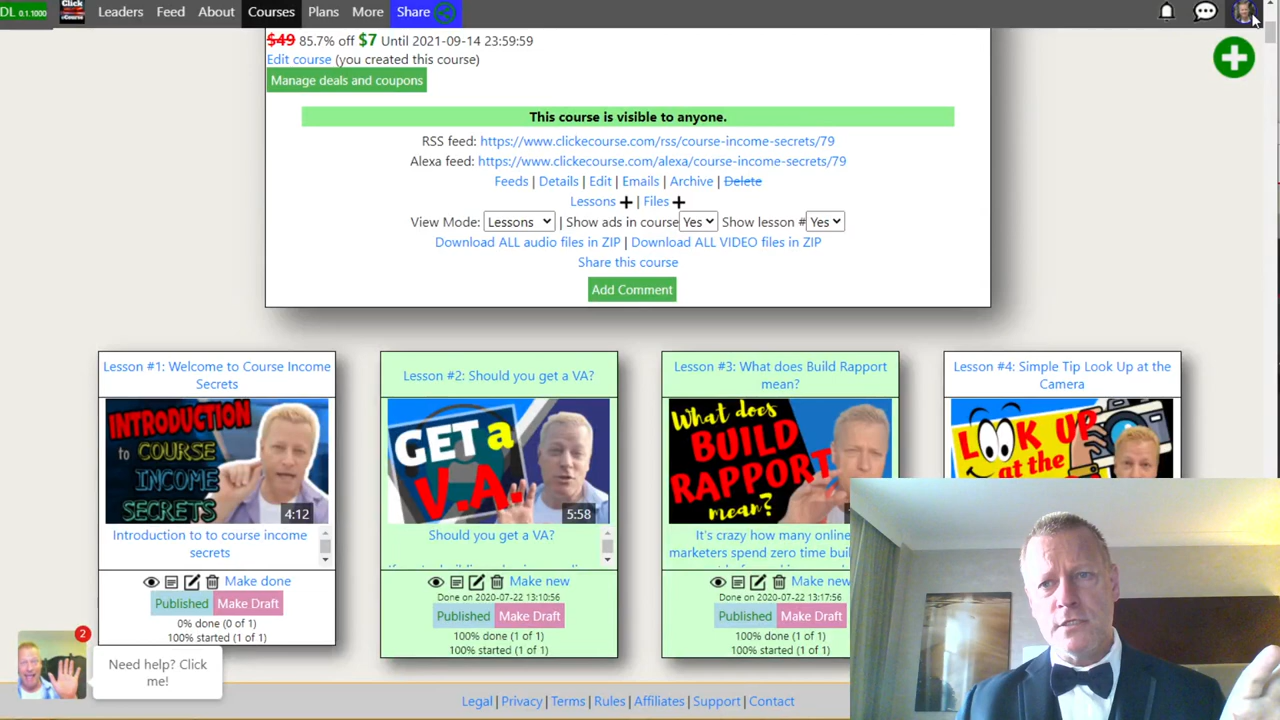 DL 0.1.1000 Click eCourse Leaders Feed About Courses Plans More Share
$49 85.7% off $7 Until 2021-09-14 23:59:59
Edit course (you created this course)
Manage deals and coupons
This course is visible to anyone.
RSS feed: https://www.clickecourse.com/rss/course-income-secrets/79
Alexa feed: https://www.clickecourse.com/alexa/course-income-secrets/79
Feeds | Details | Edit | Emails | Archive | Delete
Lessons + | Files +
View Mode: Lessons | Show ads in course Yes Show lesson # Yes
Download ALL audio files in ZIP | Download ALL VIDEO files in ZIP
Share this course
Add Comment
Lesson #1: Welcome to Course Income
Secrets
INTRODUCTION
to COURSE
INCOME
SECRETS
4:12
Introduction to to course income
secrets
Make done
Published Make Draft
0% done (0 of 1)
100% started (1 of 1)
Lesson #2: Should you get a VA?
GET a
V.A.
5:58
Should you get a VA?
Make new
Done on 2020-07-22 13:10:56
Published Make Draft
100% done (1 of 1)
100% started (1 of 1)
Lesson #3: What does Build Rapport
mean?
What does
BUILD
RAPPORT
mean?
It's crazy how many online
marketers spend zero time
Make new
Done on 2020-07-22 13:17:56
Published Make Draft
100% done (1 of 1)
100% started (1 of 1)
Lesson #4: Simple Tip Look Up at the
Camera
LOOK UP
at the
2
Need help? Click
me!
Legal | Privacy | Terms | Rules | Affiliates | Support | Contact